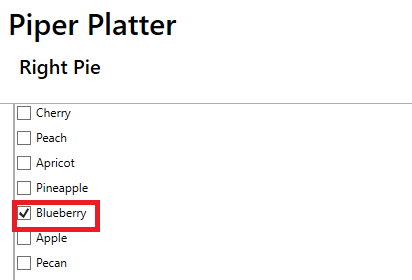 Piper Platter
Right Pie
Cherry
Peach
Apricot
Pineapple
Blueberry
Apple
Pecan